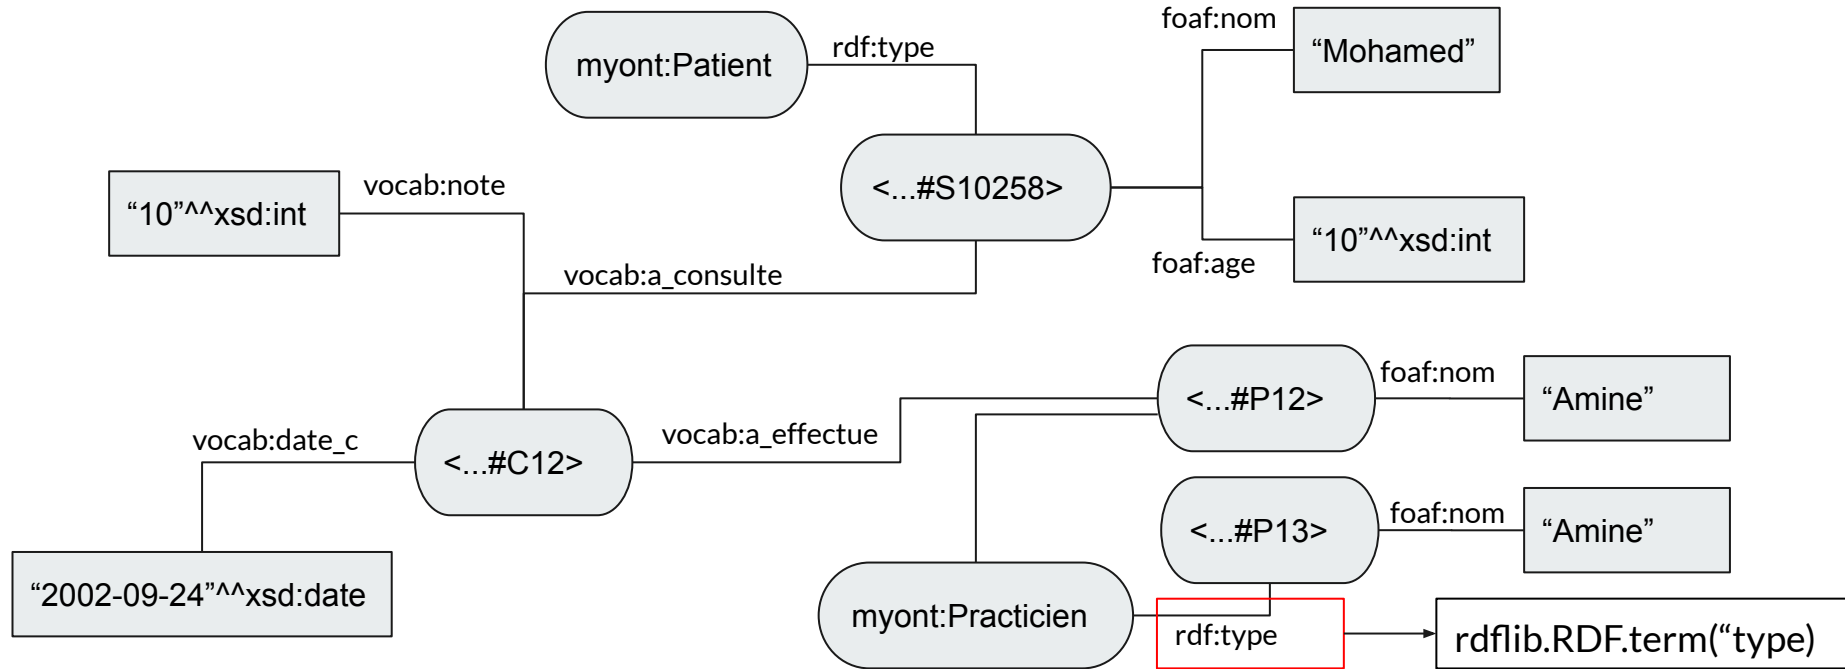 foaf:nom
myont:Patient
rdf:type
“Mohamed”
<...#S10258>
vocab:note
“10”^^xsd:int
“10”^^xsd:int
foaf:age
vocab:a_consulte
<...#P12>
foaf:nom
“Amine”
vocab:date_c
<...#C12>
vocab:a_effectue
<...#P13>
foaf:nom
“Amine”
“2002-09-24”^^xsd:date
myont:Practicien
rdf:type
rdflib.RDF.term(“type)